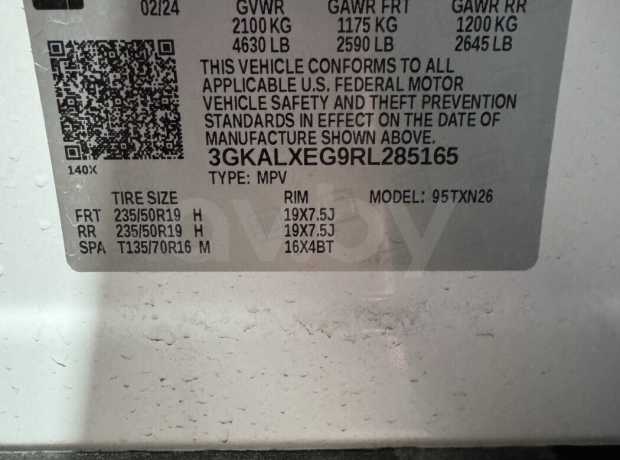 02/24 GVWR GAWR FRT GAWR RR
2100 KG 1175 KG 1200 KG
4630 LB 2590 LB 2645 LB
THIS VEHICLE CONFORMS TO ALL
APPLICABLE U.S. FEDERAL MOTOR
VEHICLE SAFETY AND THEFT PREVENTION
STANDARDS IN EFFECT ON THE DATE OF
MANUFACTURE SHOWN ABOVE.
3GKALXEG9RL285165
140X
TYPE: MPV
TIRE SIZE RIM MODEL: 95TXN26
FRT 235/50R19 H 19X7.5J
RR 235/50R19 H 19X7.5J
SPA T135/70R16 M 16X4BT
av.by